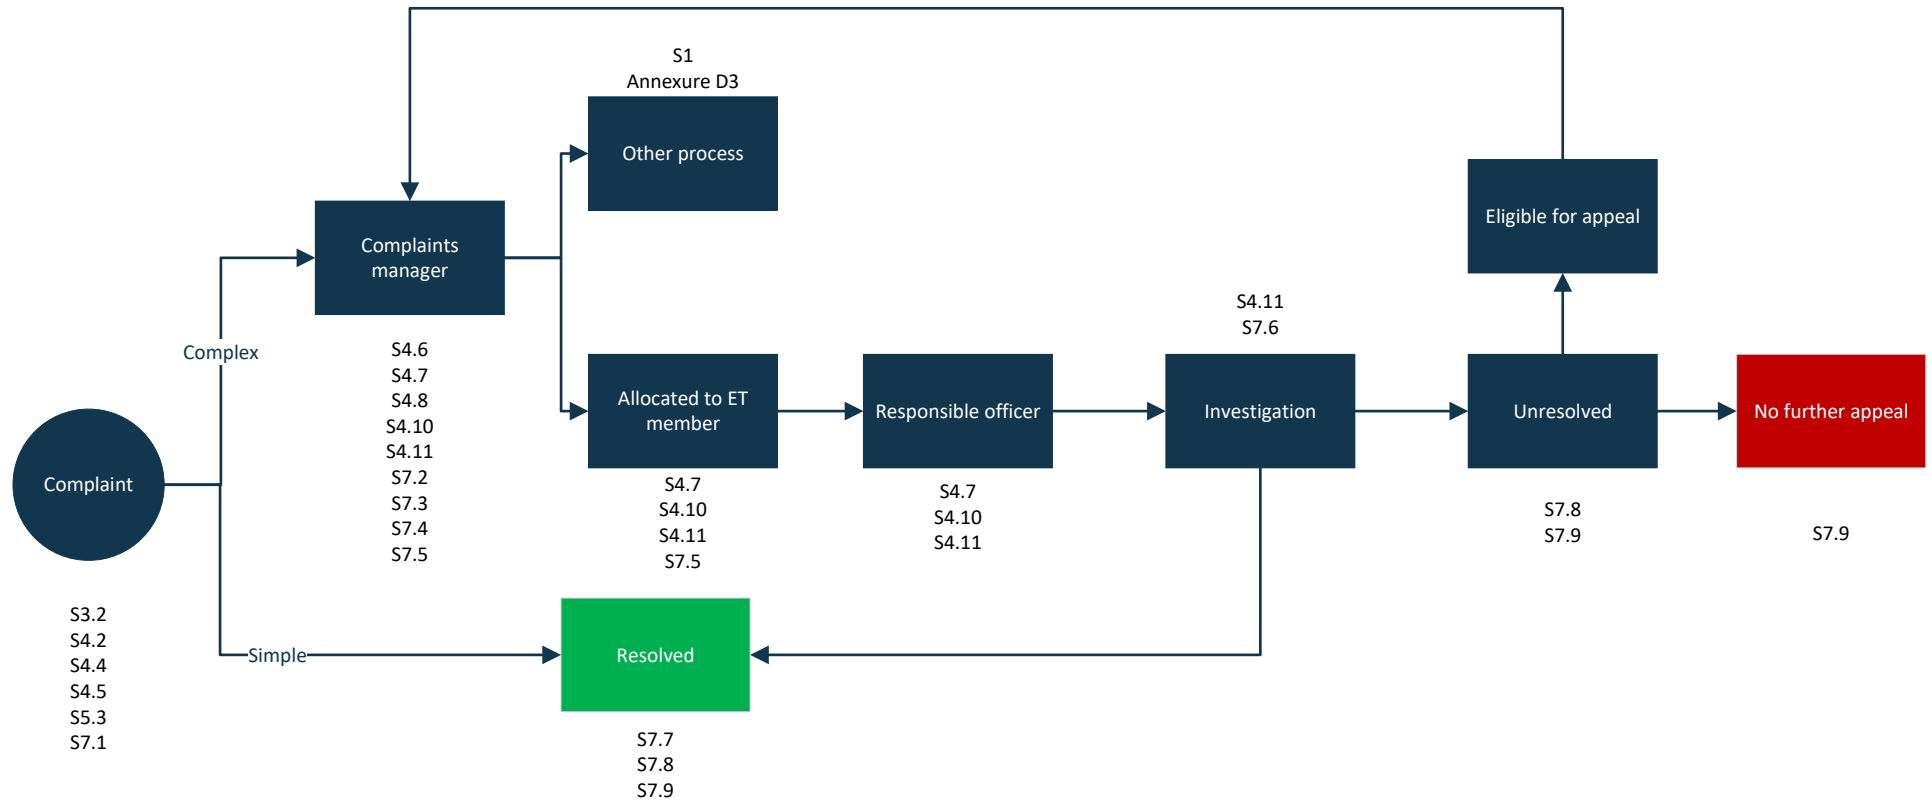 S1
Annexure D3
Other process
Complaints
manager
Eligible for appeal
Complex
S4.6
S4.7
S4.8
S4.10
S4.11
S7.2
S7.3
S7.4
S7.5
Allocated to ET
member
S4.7
S4.10
S4.11
S7.5
Responsible officer
S4.7
S4.10
S4.11
S4.11
S7.6
Investigation
Unresolved
S7.8
S7.9
No further appeal
S7.9
Complaint
S3.2
S4.2
S4.4
S4.5
S5.3
S7.1
Simple
Resolved
S7.7
S7.8
S7.9